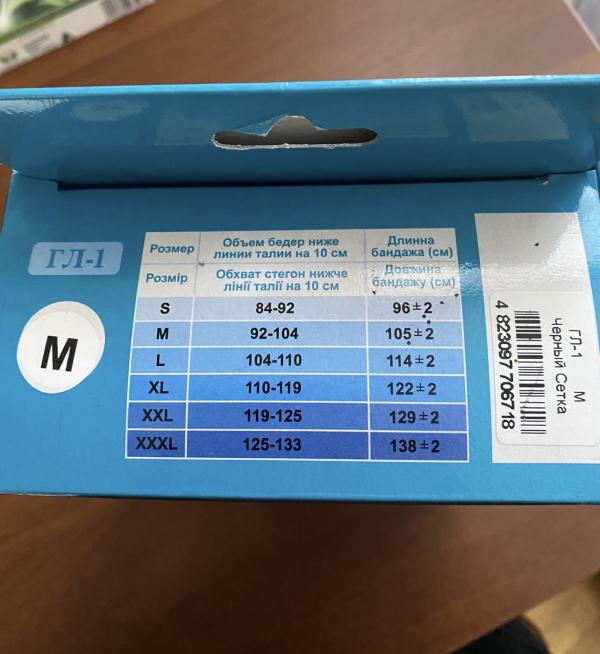 ГЛ-1
Размер Объем бедер ниже линии талии на 10 см Длинна бандажа (см)
Розмір Обхват стегон нижче лінії талії на 10 см Довжина бандажу (см)
S 84-92 96±2
M 92-104 105±2
L 104-110 114±2
XL 110-119 122±2
XXL 119-125 129±2
XXXL 125-133 138±2
M
ГЛ-1 М
Черный Сетка
4 823097 706718